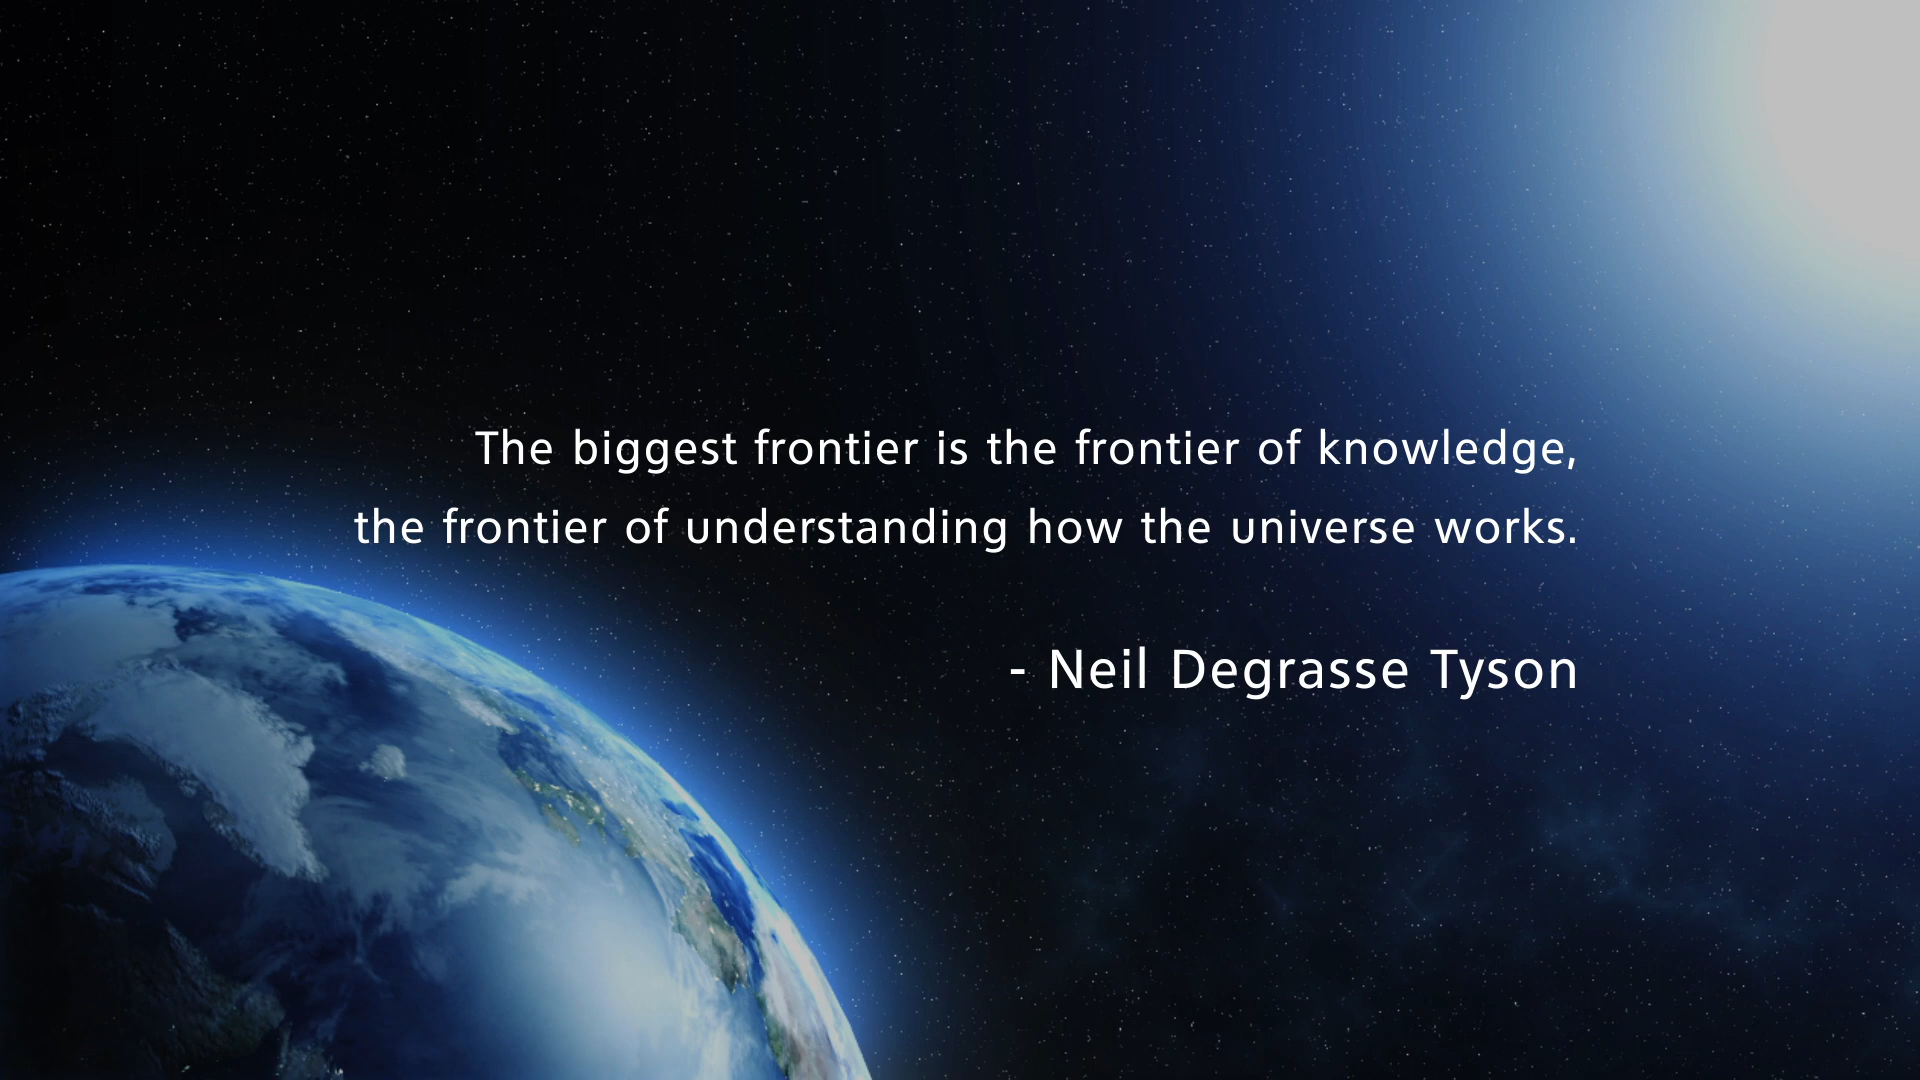 The biggest frontier is the frontier of knowledge,
the frontier of understanding how the universe works.
- Neil Degrasse Tyson